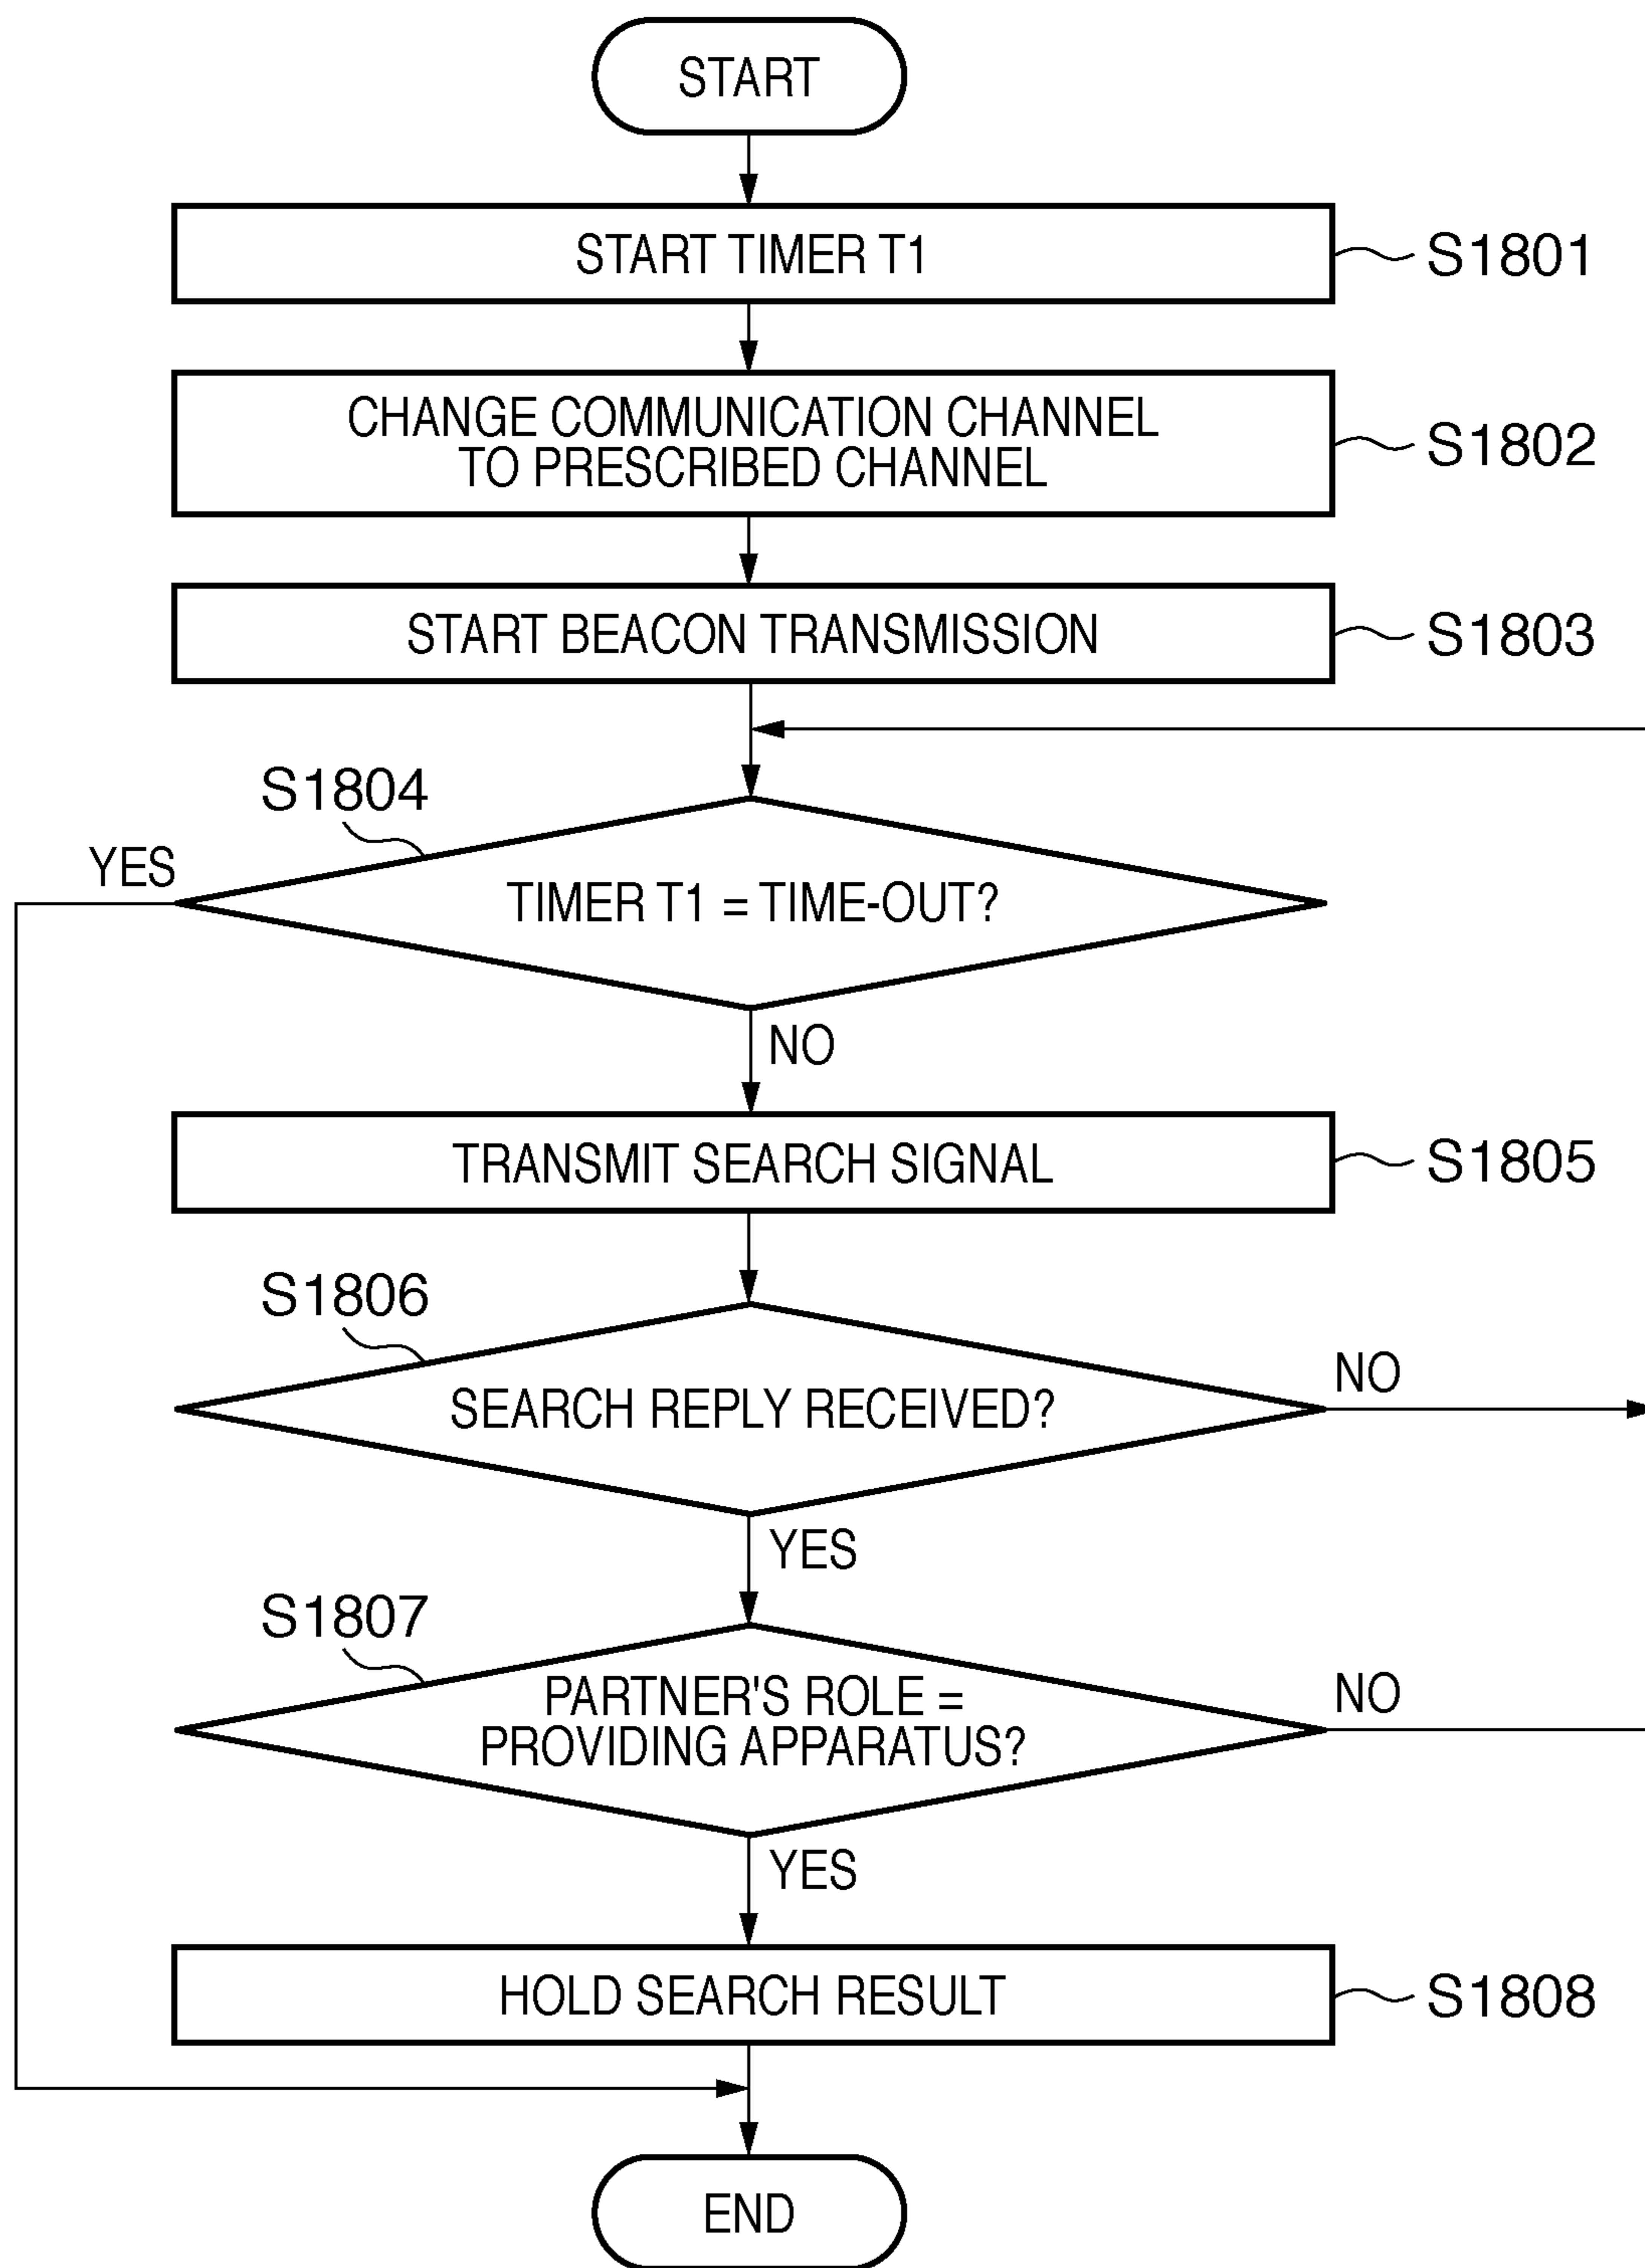 START
START TIMER T1
S1801
CHANGE COMMUNICATION CHANNEL
TO PRESCRIBED CHANNEL
S1802
START BEACON TRANSMISSION
S1803
S1804
YES
TIMER T1 = TIME-OUT?
NO
TRANSMIT SEARCH SIGNAL
S1805
S1806
SEARCH REPLY RECEIVED?
NO
YES
S1807
PARTNER'S ROLE =
PROVIDING APPARATUS?
NO
YES
HOLD SEARCH RESULT
S1808
END